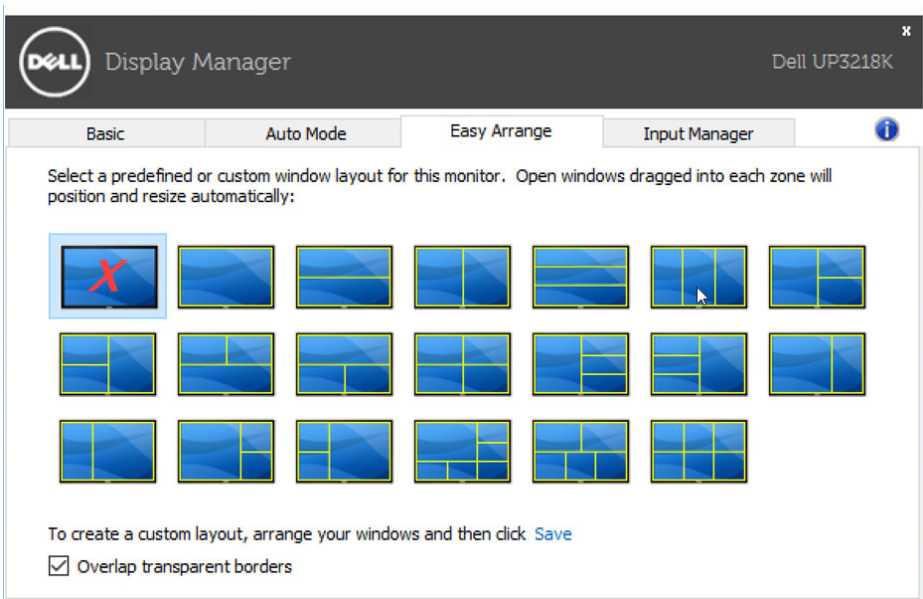 x
DELL
Display Manager
Dell UP3218K
Basic
Auto Mode
Easy Arrange
Input Manager
i
Select a predefined or custom window layout for this monitor.  Open windows dragged into each zone will
position and resize automatically:
X
To create a custom layout, arrange your windows and then click Save
Overlap transparent borders